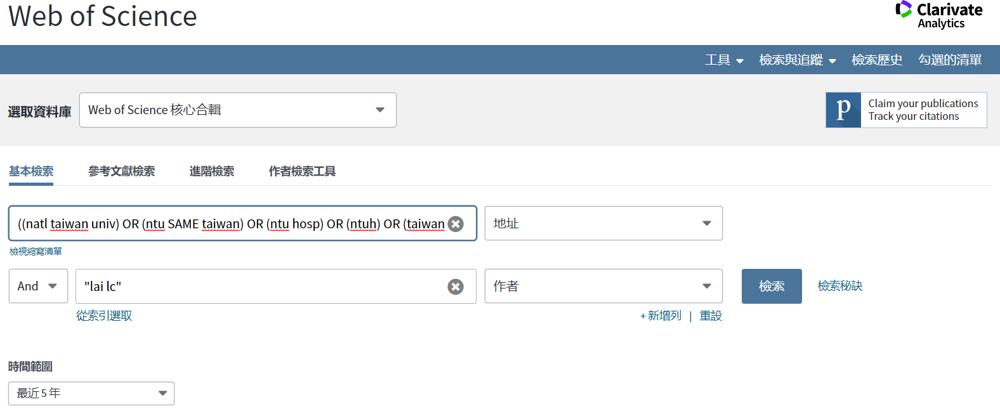 Web of Science
Clarivate
Analytics
工具 檢索與追蹤 檢索歷史 勾選的清單
選取資料庫 Web of Science 核心合輯
p Claim your publications
Track your citations
基本檢索 參考文獻檢索 進階檢索 作者檢索工具
((natl taiwan univ) OR (ntu SAME taiwan) OR (ntu hosp) OR (ntuh) OR (taiwan 地址
檢視縮寫清單
And "lai lc" 作者 檢索 檢索秘訣
從索引選取 + 新增列 | 重設
時間範圍
最近 5 年